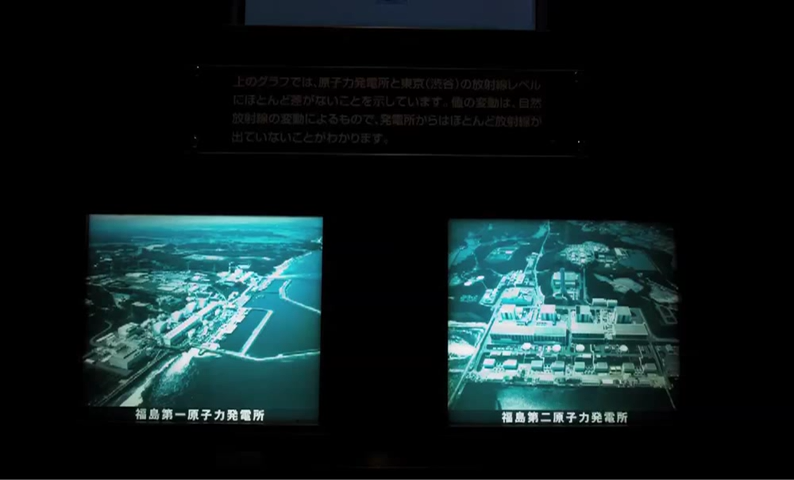 上のグラフでは、原子力発電所と東京(渋谷)の放射線レベル
にほとんど差がないことを示しています。値の変動は、自然
放射線の変動によるもので、発電所からはほとんど放射線が
出ていないことがわかります。
福島第一原子力発電所
福島第二原子力発電所